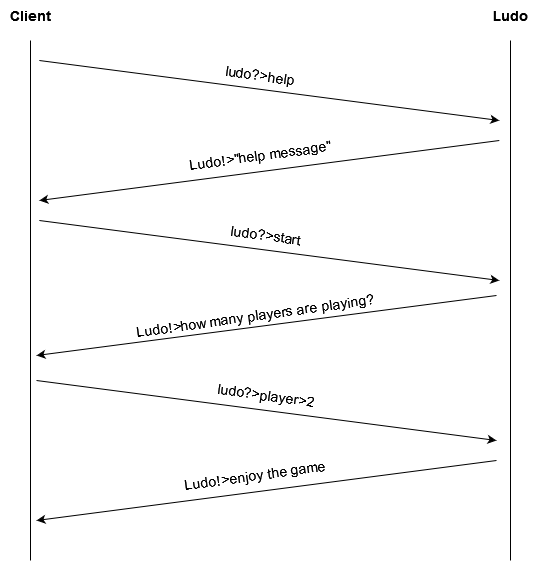 Client
Ludo
ludo?>help
Ludo!>"help message"
ludo?>start
Ludo!>how many players are playing?
ludo?>player>2
Ludo!>enjoy the game